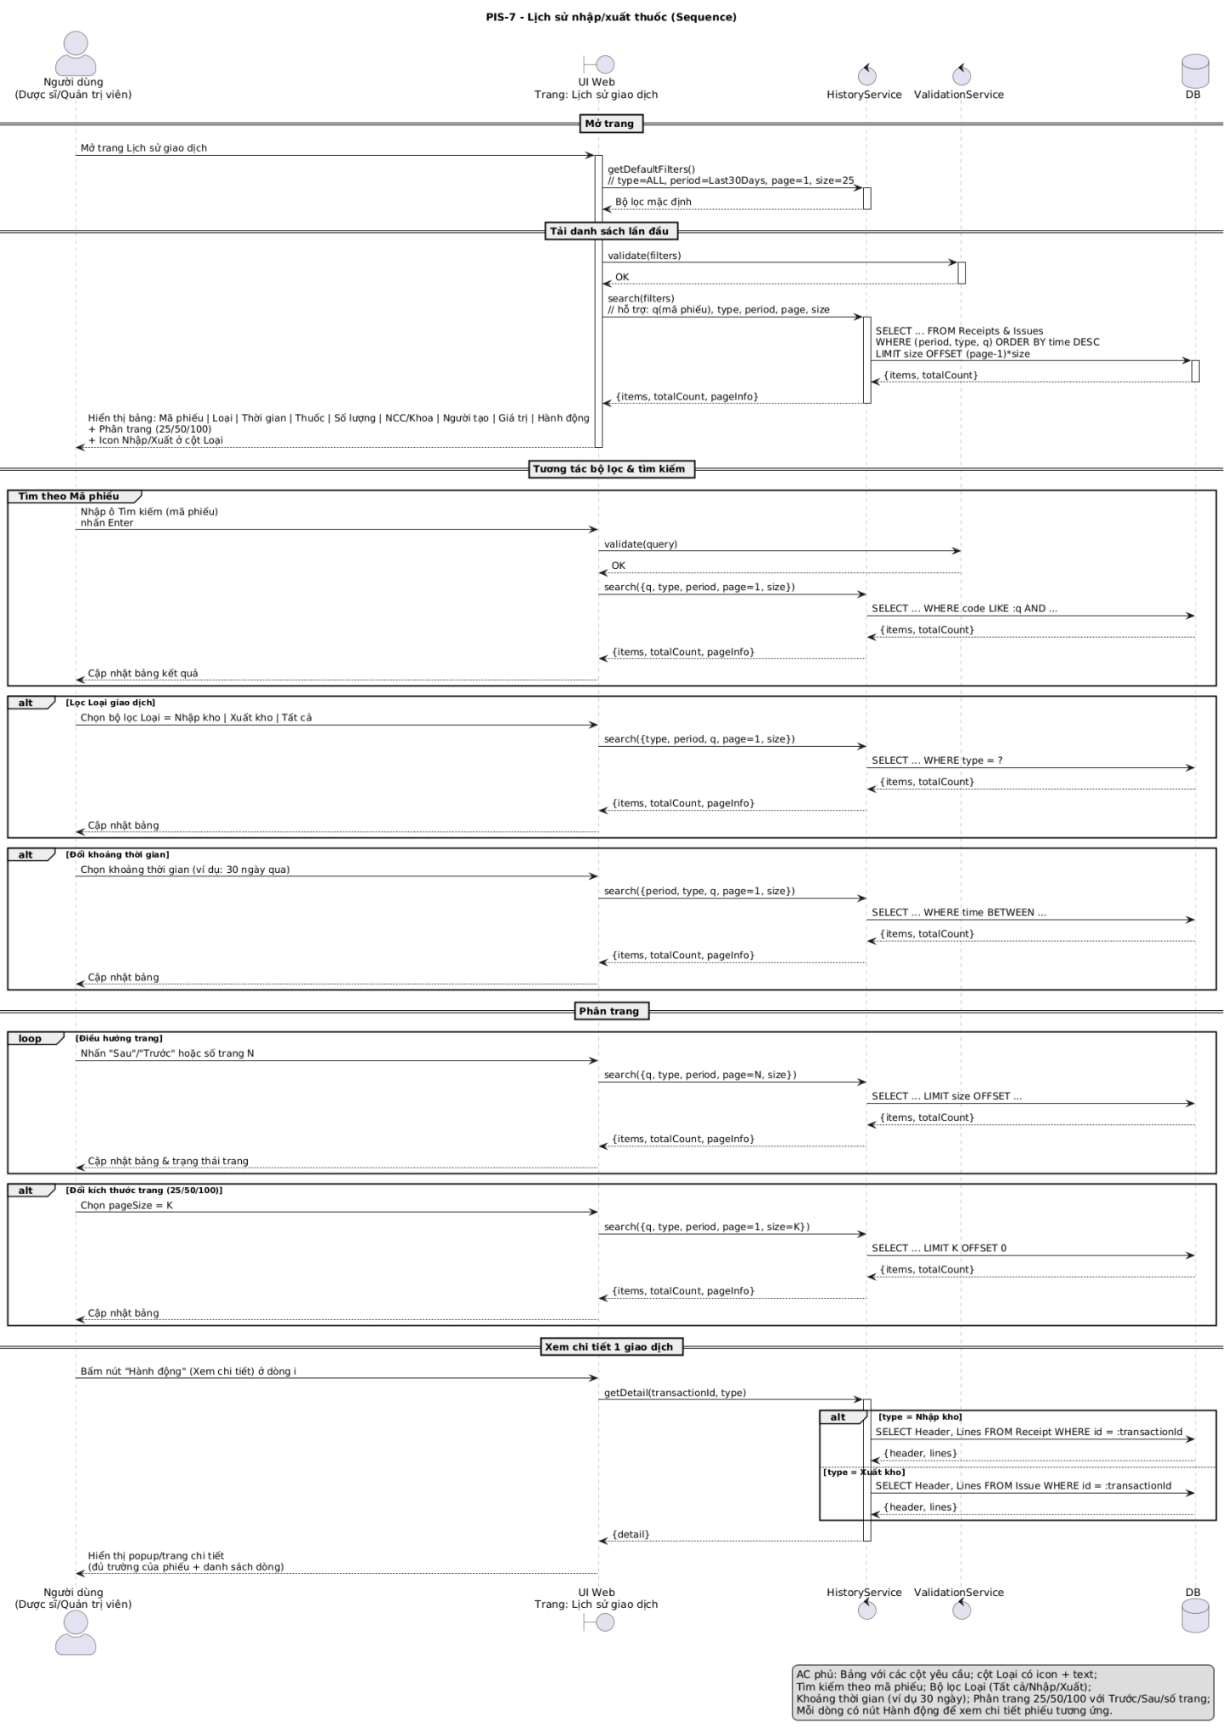 PIS-7 - Lịch sử nhập/xuất thuốc (Sequence)
Người dùng
(Dược sĩ/Quản trị viên)
UI Web
Trang: Lịch sử giao dịch
HistoryService
ValidationService
DB
Mở trang
Mở trang Lịch sử giao dịch
getDefaultFilters()
// type=ALL, period=Last30Days, page=1, size=25
Bộ lọc mặc định
Tải danh sách lần đầu
validate(filters)
OK
search(filters)
// hỗ trợ: q(mã phiếu), type, period, page, size
SELECT ... FROM Receipts & Issues
WHERE (period, type, q) ORDER BY time DESC
LIMIT size OFFSET (page-1)*size
{items, totalCount}
{items, totalCount, pageInfo}
Hiển thị bảng: Mã phiếu | Loại | Thời gian | Thuốc | Số lượng | NCC/Khoa | Người tạo | Giá trị | Hành động
+ Phân trang (25/50/100)
+ Icon Nhập/Xuất ở cột Loại
Tương tác bộ lọc & tìm kiếm
Tìm theo Mã phiếu
Nhập ô Tìm kiếm (mã phiếu)
nhấn Enter
validate(query)
OK
search({q, type, period, page=1, size})
SELECT ... WHERE code LIKE :q AND ...
{items, totalCount}
{items, totalCount, pageInfo}
Cập nhật bảng kết quả
alt [Lọc Loại giao dịch]
Chọn bộ lọc Loại = Nhập kho | Xuất kho | Tất cả
search({type, period, q, page=1, size})
SELECT ... WHERE type = ?
{items, totalCount}
{items, totalCount, pageInfo}
Cập nhật bảng
alt [Đổi khoảng thời gian]
Chọn khoảng thời gian (ví dụ: 30 ngày qua)
search({period, type, q, page=1, size})
SELECT ... WHERE time BETWEEN ...
{items, totalCount}
{items, totalCount, pageInfo}
Cập nhật bảng
Phân trang
loop [Điều hướng trang]
Nhấn "Sau"/"Trước" hoặc số trang N
search({q, type, period, page=N, size})
SELECT ... LIMIT size OFFSET ...
{items, totalCount}
{items, totalCount, pageInfo}
Cập nhật bảng & trạng thái trang
alt [Đổi kích thước trang (25/50/100)]
Chọn pageSize = K
search({q, type, period, page=1, size=K})
SELECT ... LIMIT K OFFSET 0
{items, totalCount}
{items, totalCount, pageInfo}
Cập nhật bảng
Xem chi tiết 1 giao dịch
Bấm nút "Hành động" (Xem chi tiết) ở dòng i
getDetail(transactionId, type)
alt [type = Nhập kho]
SELECT Header, Lines FROM Receipt WHERE id = :transactionId
{header, lines}
[type = Xuất kho]
SELECT Header, Lines FROM Issue WHERE id = :transactionId
{header, lines}
{detail}
Hiển thị popup/trang chi tiết
(đủ trường của phiếu + danh sách dòng)
Người dùng
(Dược sĩ/Quản trị viên)
UI Web
Trang: Lịch sử giao dịch
HistoryService
ValidationService
DB
AC phủ: Bảng với các cột yêu cầu; cột Loại có icon + text;
Tìm kiếm theo mã phiếu; Bộ lọc Loại (Tất cả/Nhập/Xuất);
Khoảng thời gian (ví dụ 30 ngày); Phân trang 25/50/100 với Trước/Sau/số trang;
Mỗi dòng có nút Hành động để xem chi tiết phiếu tương ứng.